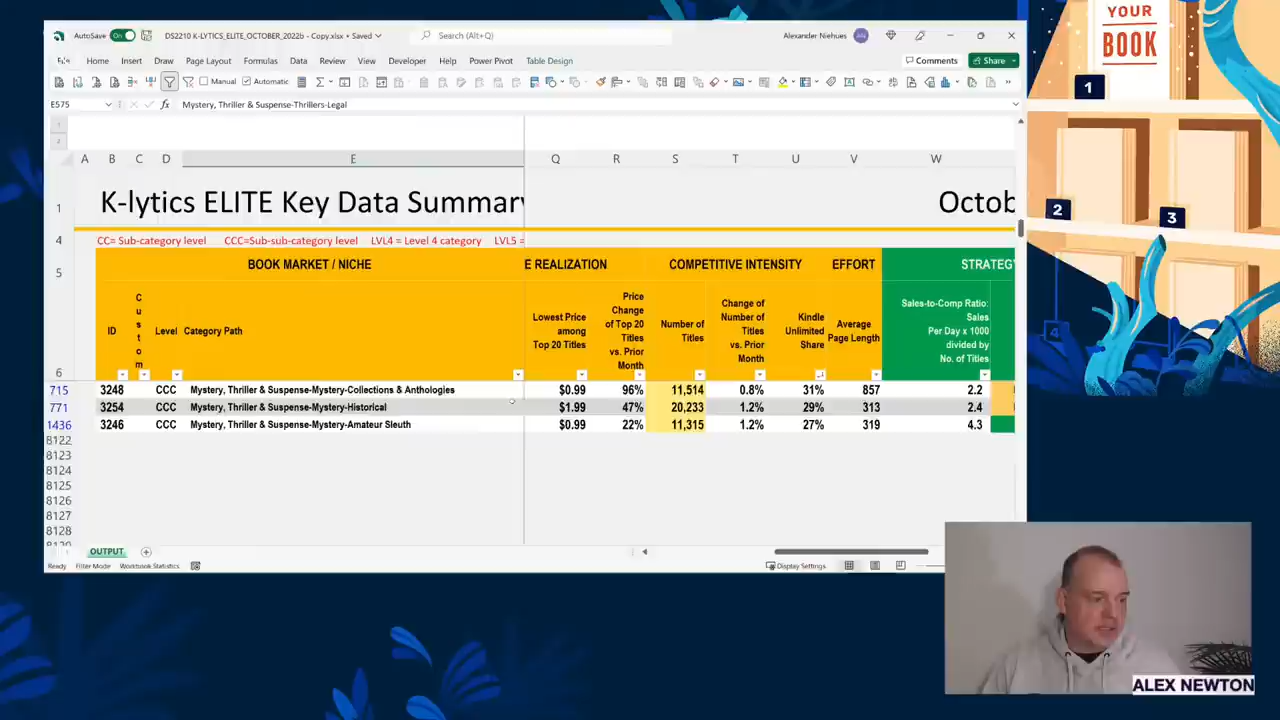 AutoSave On DS2210 K-LYTICS_ELITE_OCTOBER_2022b - Copy.xlsx • Saved Search (Alt+Q) Alexander Niehues AN
File Home Insert Draw Page Layout Formulas Data Review View Developer Help Power Pivot Table Design Comments Share
Manual Automatic
E575 fx Mystery, Thriller & Suspense-Thrillers-Legal
1
2
A B C D E Q R S T U V W
1 K-lytics ELITE Key Data Summary Octob
4 CC= Sub-category level CCC=Sub-sub-category level LVL4 = Level 4 category LVL5 =
5 BOOK MARKET / NICHE E REALIZATION COMPETITIVE INTENSITY EFFORT STRATEGY
6 ID Custom Level Category Path Lowest Price among Top 20 Titles Price Change of Top 20 Titles vs. Prior Month Number of Titles Change of Number of Titles vs. Prior Month Kindle Unlimited Share Average Page Length Sales-to-Comp Ratio: Sales Per Day x 1000 divided by No. of Titles
715 3248 CCC Mystery, Thriller & Suspense-Mystery-Collections & Anthologies $0.99 96% 11,514 0.8% 31% 857 2.2
771 3254 CCC Mystery, Thriller & Suspense-Mystery-Historical $1.99 47% 20,233 1.2% 29% 313 2.4
1436 3246 CCC Mystery, Thriller & Suspense-Mystery-Amateur Sleuth $0.99 22% 11,315 1.2% 27% 319 4.3
8122
8123
8124
8125
8126
8127
8128
OUTPUT
Ready Filter Mode Workbook Statistics Display Settings
YOUR
BOOK
1
2
3
4
ALEX NEWTON